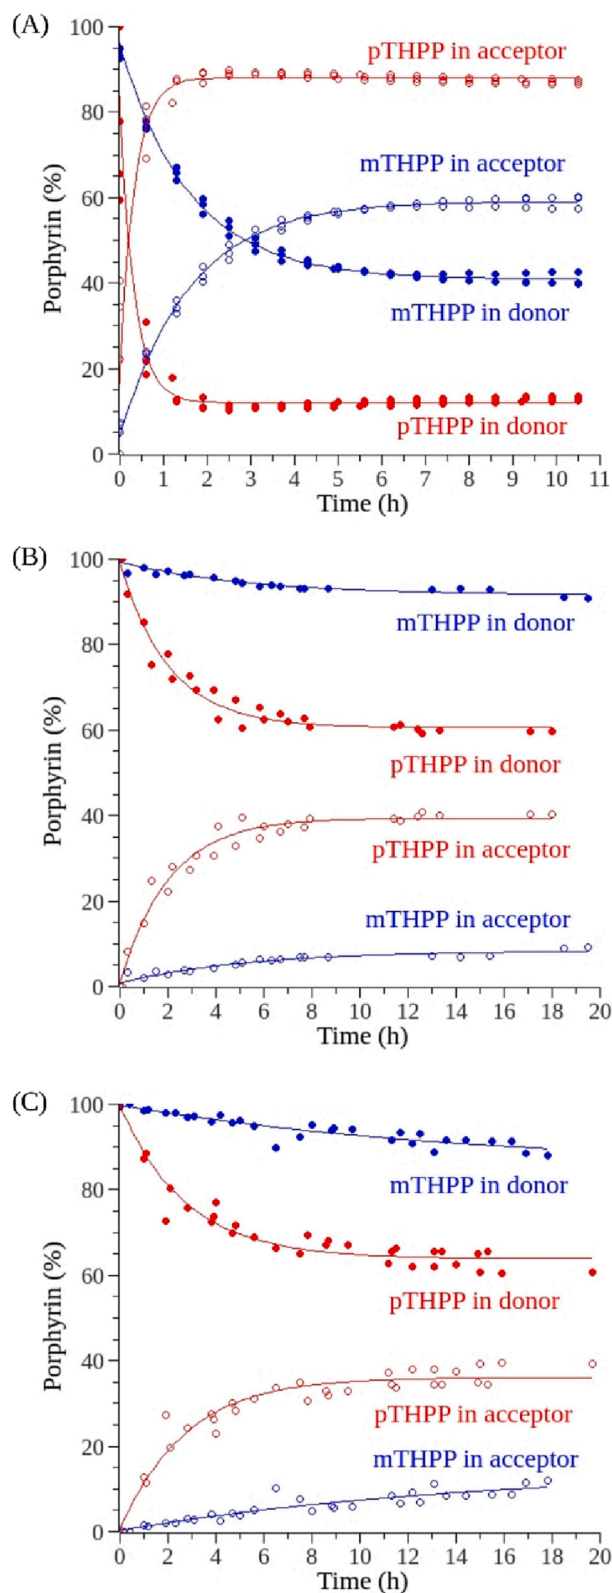 (A)
100
80
60
40
20
0
Porphyrin (%)
pTHPP in acceptor
mTHPP in acceptor
mTHPP in donor
pTHPP in donor
0 1 2 3 4 5 6 7 8 9 10 11
Time (h)
(B)
100
80
60
40
20
0
Porphyrin (%)
mTHPP in donor
pTHPP in donor
pTHPP in acceptor
mTHPP in acceptor
0 2 4 6 8 10 12 14 16 18 20
Time (h)
(C)
100
80
60
40
20
0
Porphyrin (%)
mTHPP in donor
pTHPP in donor
pTHPP in acceptor
mTHPP in acceptor
0 2 4 6 8 10 12 14 16 18 20
Time (h)